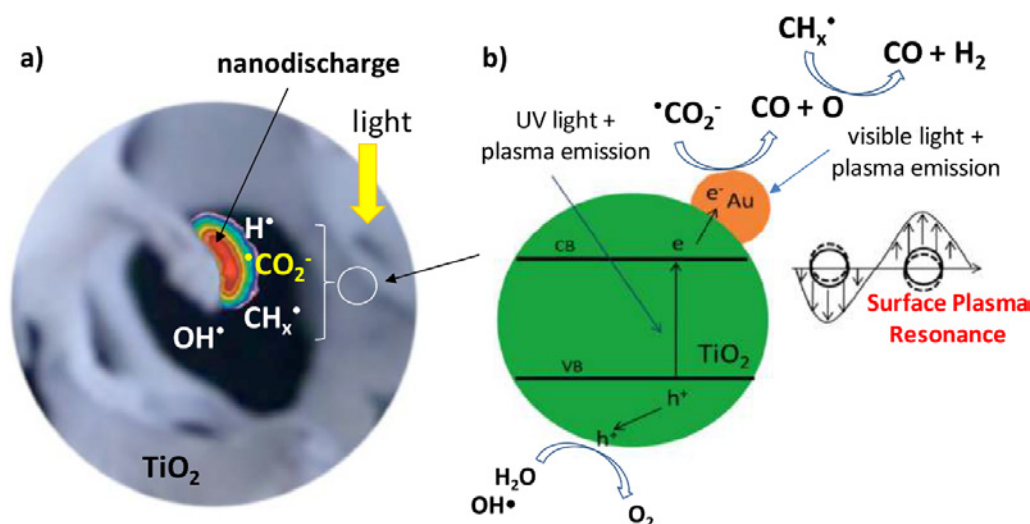 a)
nanodischarge
light
H•
•CO₂⁻
CHₓ•
OH•
TiO₂
b)
CHₓ•
CO + H₂
UV light +
plasma emission
•CO₂⁻
CO + O
visible light +
plasma emission
e⁻
Au
CB
e
VB
TiO₂
h⁺
h⁺
H₂O
OH•
O₂
Surface Plasma
Resonance